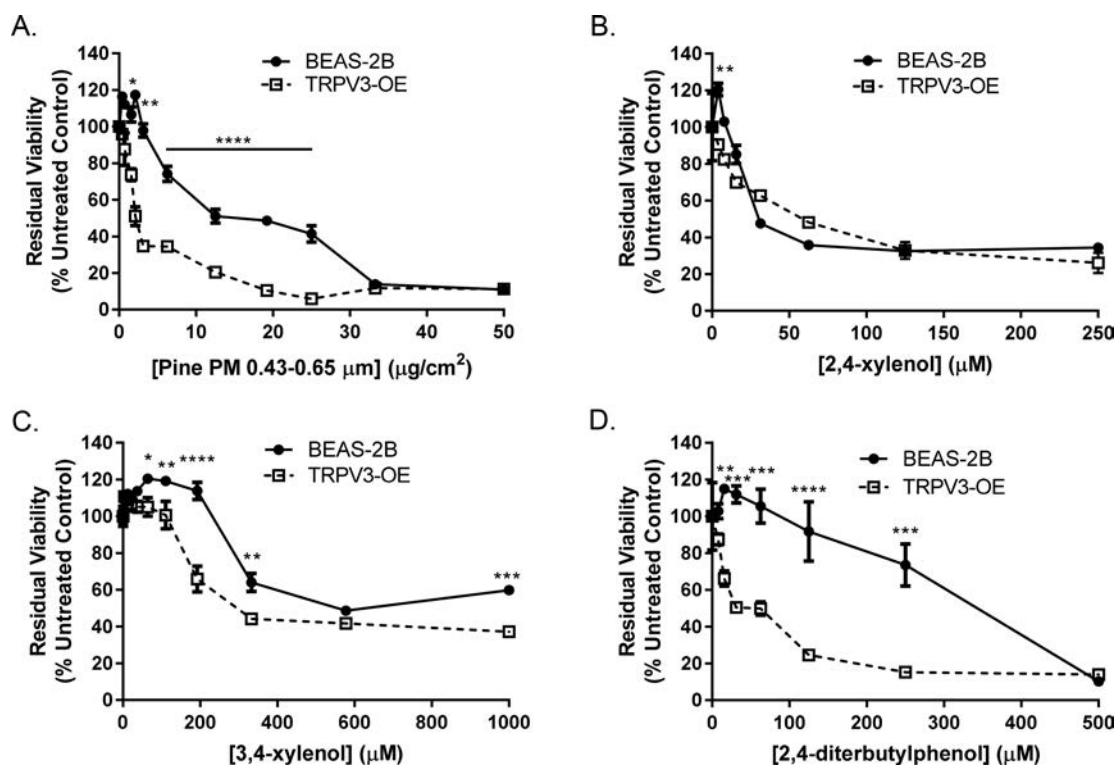 A.
BEAS-2B
TRPV3-OE
Residual Viability
(% Untreated Control)
140
120
100
80
60
40
20
0
*
**
****
0 10 20 30 40 50
[Pine PM 0.43-0.65 μm] (μg/cm²)
B.
BEAS-2B
TRPV3-OE
Residual Viability
(% Untreated Control)
140
120
100
80
60
40
20
0
**
0 50 100 150 200 250
[2,4-xylenol] (μM)
C.
BEAS-2B
TRPV3-OE
Residual Viability
(% Untreated Control)
140
120
100
80
60
40
20
0
* ** ****
**
***
0 200 400 600 800 1000
[3,4-xylenol] (μM)
D.
BEAS-2B
TRPV3-OE
Residual Viability
(% Untreated Control)
140
120
100
80
60
40
20
0
** ***
***
****
***
0 100 200 300 400 500
[2,4-diterbutylphenol] (μM)